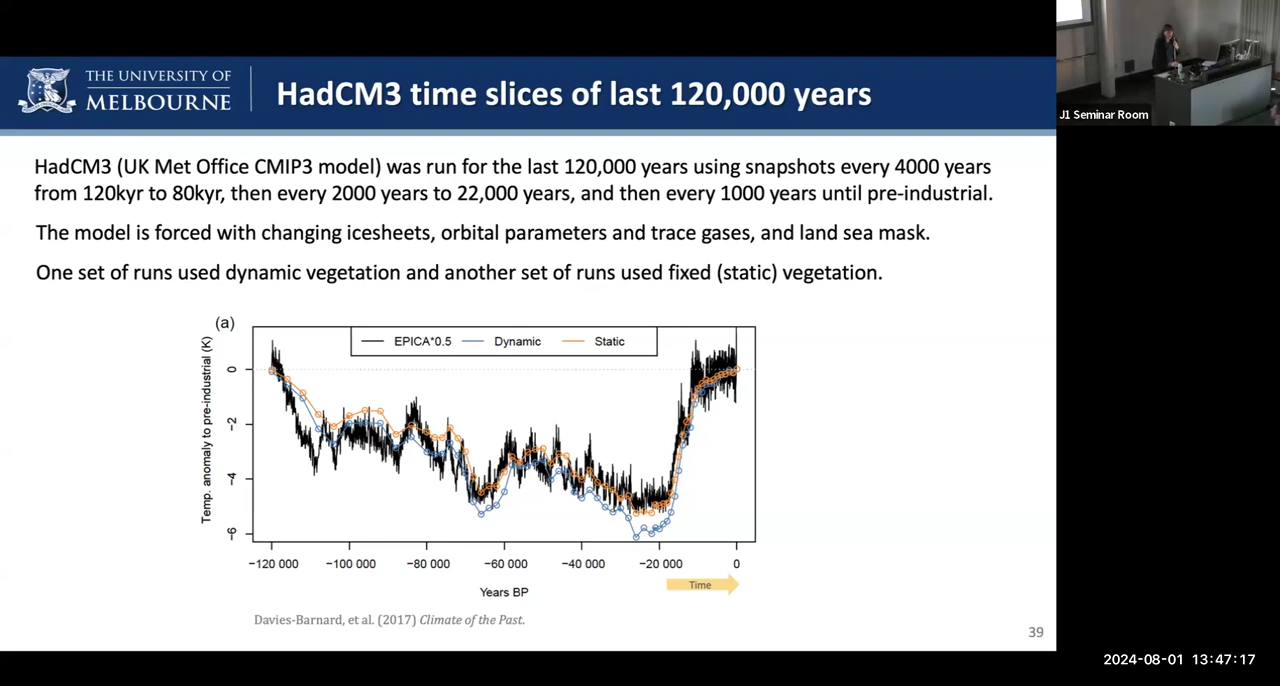 THE UNIVERSITY OF
MELBOURNE
HadCM3 time slices of last 120,000 years
J1 Seminar Room
HadCM3 (UK Met Office CMIP3 model) was run for the last 120,000 years using snapshots every 4000 years
from 120kyr to 80kyr, then every 2000 years to 22,000 years, and then every 1000 years until pre-industrial.
The model is forced with changing icesheets, orbital parameters and trace gases, and land sea mask.
One set of runs used dynamic vegetation and another set of runs used fixed (static) vegetation.
(a)
EPICA*0.5 Dynamic Static
Temp. anomaly to pre-industrial (K)
0
-2
-4
-6
−120 000 −100 000 −80 000 −60 000 −40 000 −20 000 0
Time
Years BP
Davies-Barnard, et al. (2017) Climate of the Past.
39
2024-08-01 13:47:17